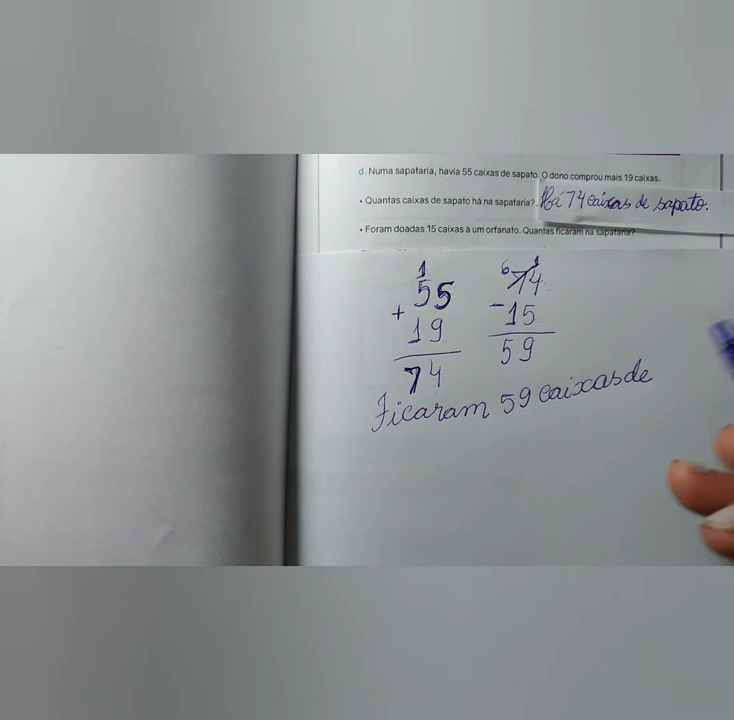 d. Numa sapataria, havia 55 caixas de sapato. O dono comprou mais 19 caixas.
• Quantas caixas de sapato há na sapataria? Há 74 caixas de sapato.
• Foram doadas 15 caixas a um orfanato. Quantas ficaram na sapataria?
1 6 1
55 74
+ 19 - 15
74 59
Ficaram 59 caixas de